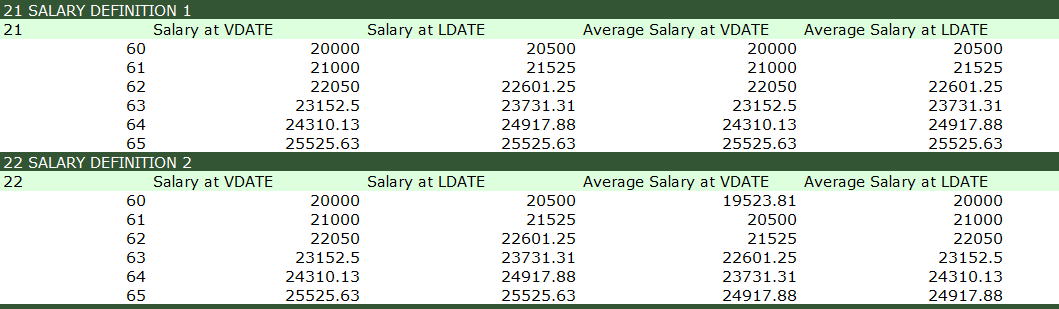 21 SALARY DEFINITION 1
21 Salary at VDATE Salary at LDATE Average Salary at VDATE Average Salary at LDATE
60 20000 20500 20000 20500
61 21000 21525 21000 21525
62 22050 22601.25 22050 22601.25
63 23152.5 23731.31 23152.5 23731.31
64 24310.13 24917.88 24310.13 24917.88
65 25525.63 25525.63 25525.63 25525.63
22 SALARY DEFINITION 2
22 Salary at VDATE Salary at LDATE Average Salary at VDATE Average Salary at LDATE
60 20000 20500 19523.81 20000
61 21000 21525 20500 21000
62 22050 22601.25 21525 22050
63 23152.5 23731.31 22601.25 23152.5
64 24310.13 24917.88 23731.31 24310.13
65 25525.63 25525.63 24917.88 24917.88